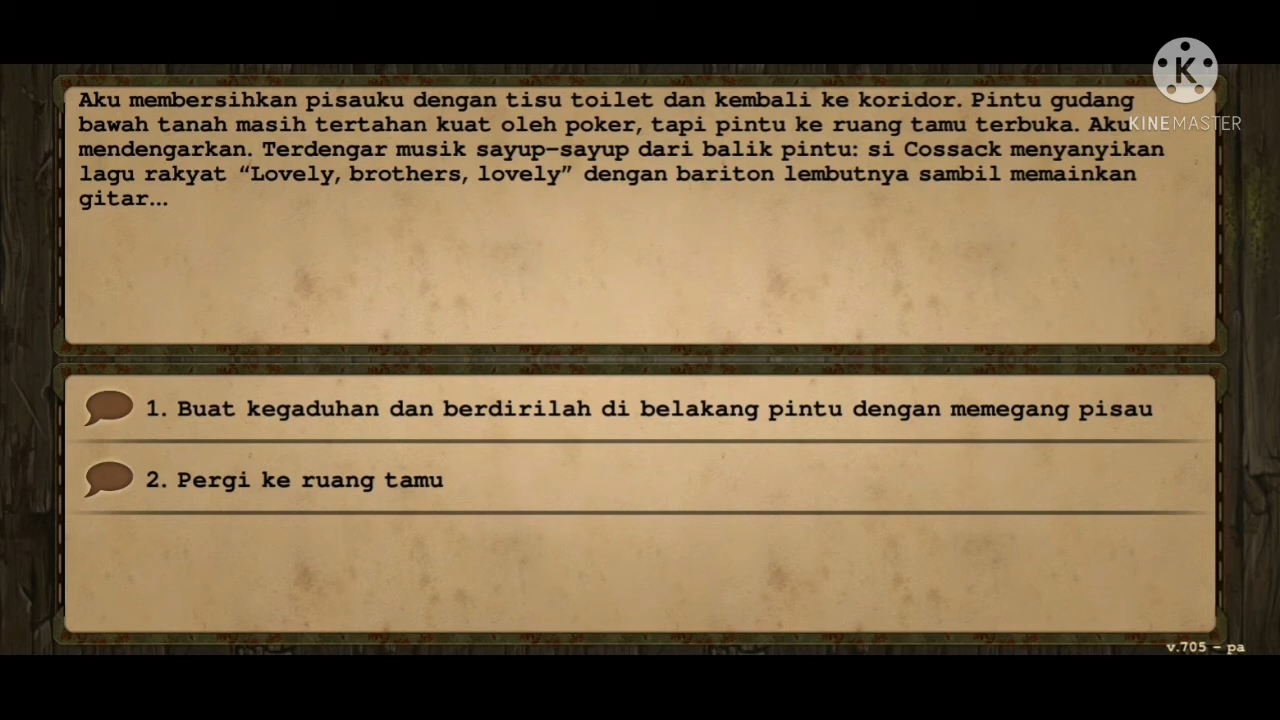 Aku membersihkan pisauku dengan tisu toilet dan kembali ke koridor. Pintu gudang
bawah tanah masih tertahan kuat oleh poker, tapi pintu ke ruang tamu terbuka. Aku
mendengarkan. Terdengar musik sayup-sayup dari balik pintu: si Cossack menyanyikan
lagu rakyat “Lovely, brothers, lovely” dengan bariton lembutnya sambil memainkan
gitar…
K
KINEMASTER
1. Buat kegaduhan dan berdirilah di belakang pintu dengan memegang pisau
2. Pergi ke ruang tamu
v.705 - pa